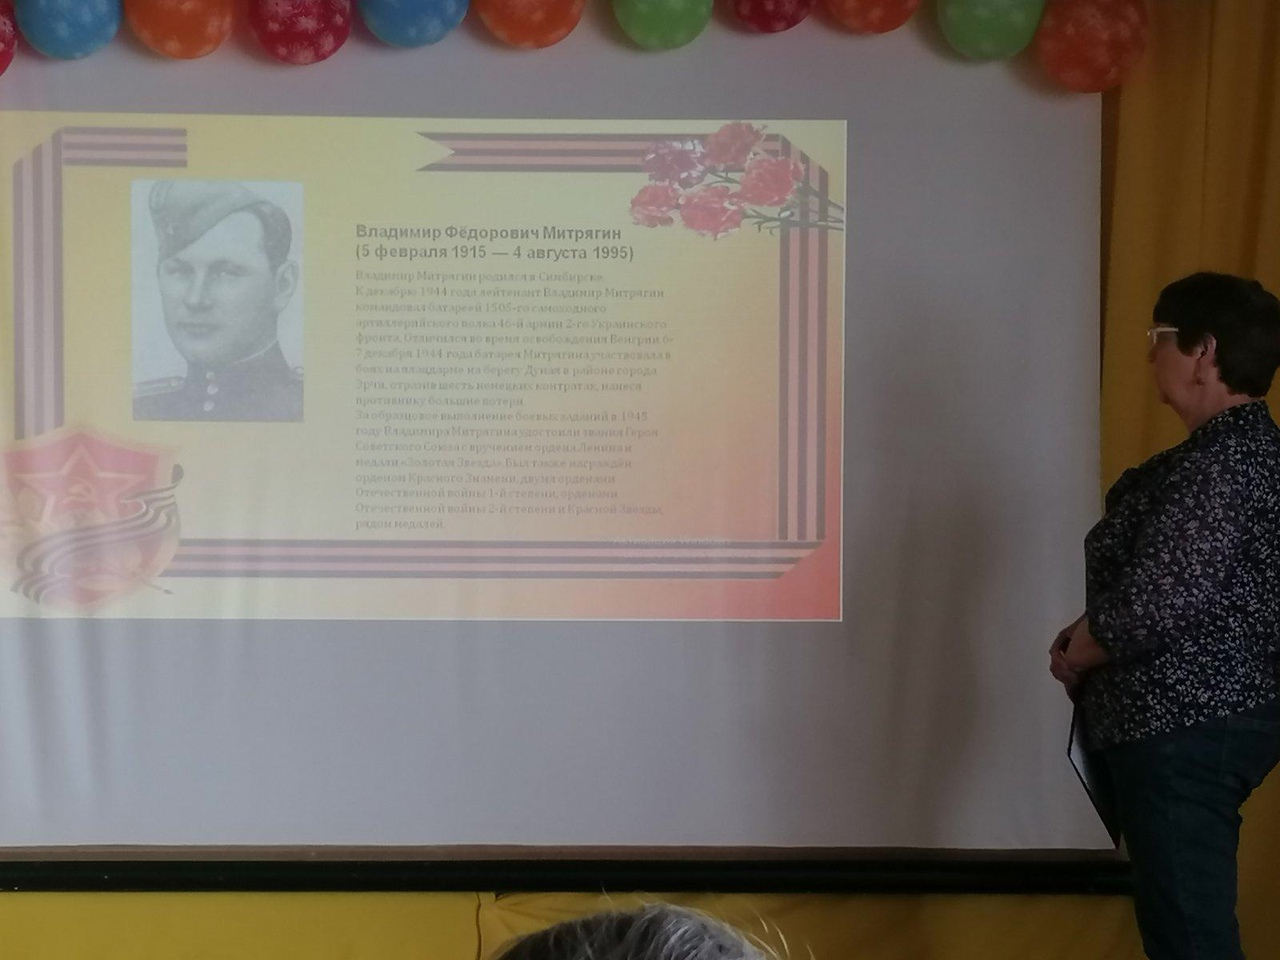 Владимир Фёдорович Митрягин
(5 февраля 1915 — 4 августа 1995)
Владимир Митрягин родился в Симбирске.
К декабрю 1944 года лейтенант Владимир Митрягин
командовал батареей 1505-го самоходного
артиллерийского полка 46-й армии 2-го Украинского
фронта. Отличился во время освобождения Венгрии 6-
7 декабря 1944 года батарея Митрягина участвовала в
боях на плацдарме на берегу Дуная в районе города
Эрчи, отразив шесть немецких контратак, нанеся
противнику большие потери.
За образцовое выполнение боевых заданий в 1945
году Владимира Митрягина удостоили звания Героя
Советского Союза с вручением ордена Ленина и
медали «Золотая Звезда». Был также награждён
орденом Красного Знамени, двумя орденами
Отечественной войны 1-й степени, орденами
Отечественной войны 2-й степени и Красной Звезды,
рядом медалей.